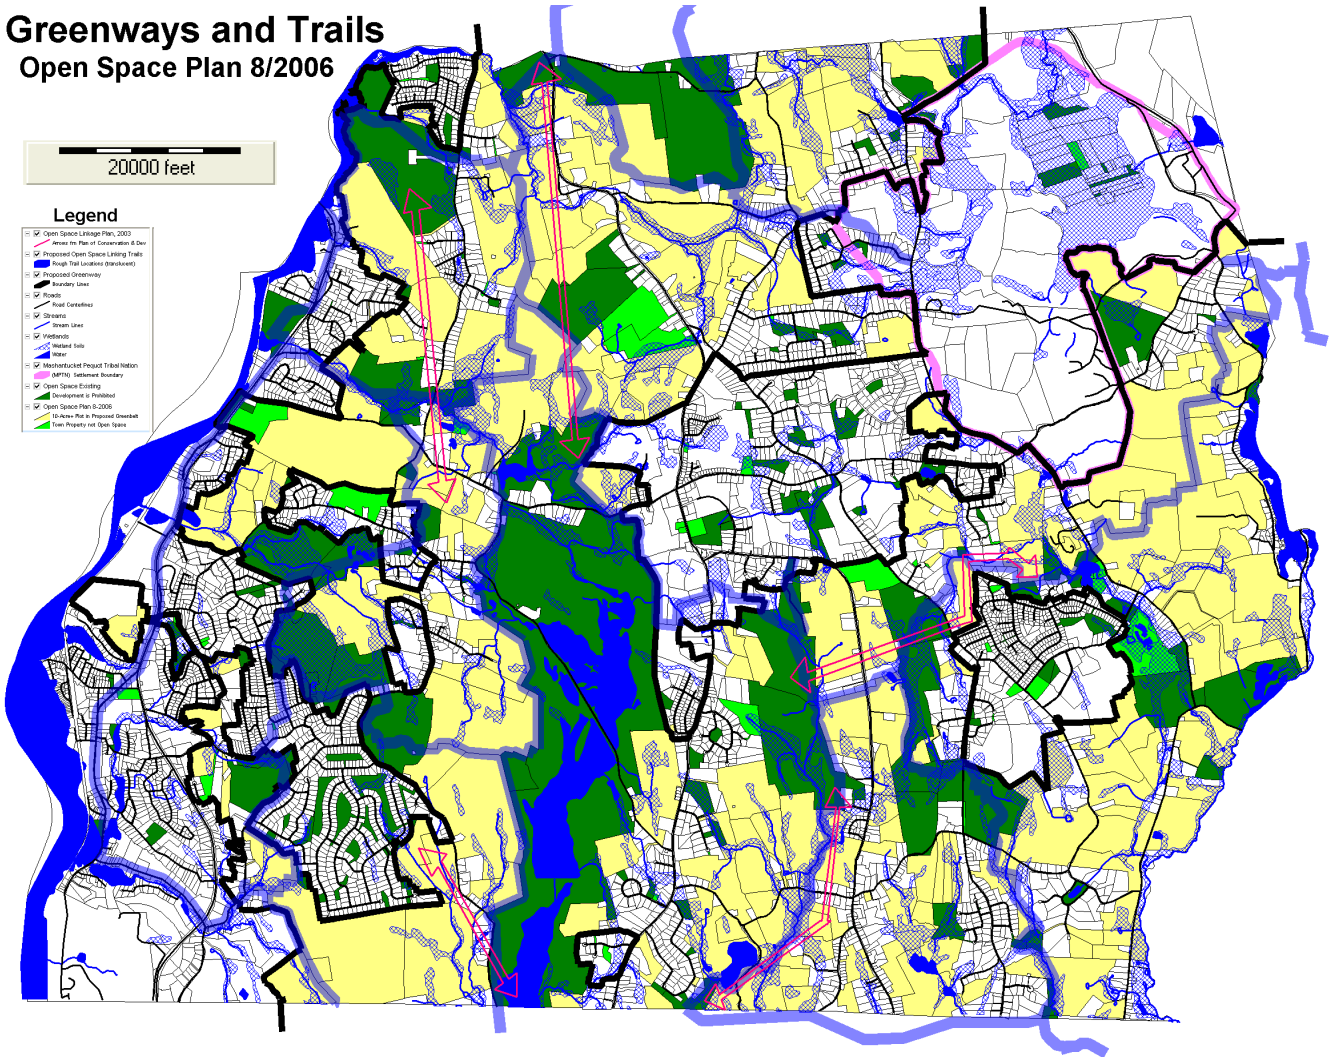 Greenways and Trails
Open Space Plan 8/2006
20000 feet
Legend
Open Space Linkage Plan, 2003
Arrows fm Plan of Conservation & Dev
Proposed Open Space Linking Trails
Rough Trail Locations (translucent)
Proposed Greenway
Boundary Lines
Roads
Road Centerlines
Streams
Stream Lines
Wetlands
Wetland Soils
Water
Mashantucket Pequot Tribal Nation
(MPTN) Settlement Boundary
Open Space Existing
Development is Prohibited
Open Space Plan 8-2006
10-Acre+ Plot in Proposed Greenbelt
Town Property not Open Space